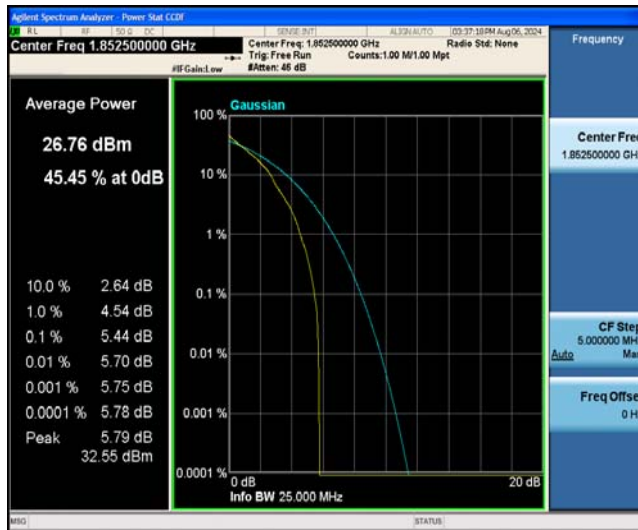 Agilent Spectrum Analyzer - Power Stat CCDF
RL RF 50 Ω DC SENSE:INT ALIGN AUTO 03:37:18 PM Aug 06, 2024
Center Freq 1.852500000 GHz
Center Freq: 1.852500000 GHz Radio Std: None
Trig: Free Run Counts:1.00 M/1.00 Mpt
#IFGain:Low #Atten: 46 dB
Average Power
26.76 dBm
45.45 % at 0dB
10.0 % 2.64 dB
1.0 % 4.54 dB
0.1 % 5.44 dB
0.01 % 5.70 dB
0.001 % 5.75 dB
0.0001 % 5.78 dB
Peak 5.79 dB
32.55 dBm
Gaussian
100 %
10 %
1 %
0.1 %
0.01 %
0.001 %
0.0001 %
0 dB 20 dB
Info BW 25.000 MHz
Frequency
Center Fre
1.852500000 GH
CF Step
5.000000 MH
Auto Ma
Freq Offse
0 H
MSG STATUS